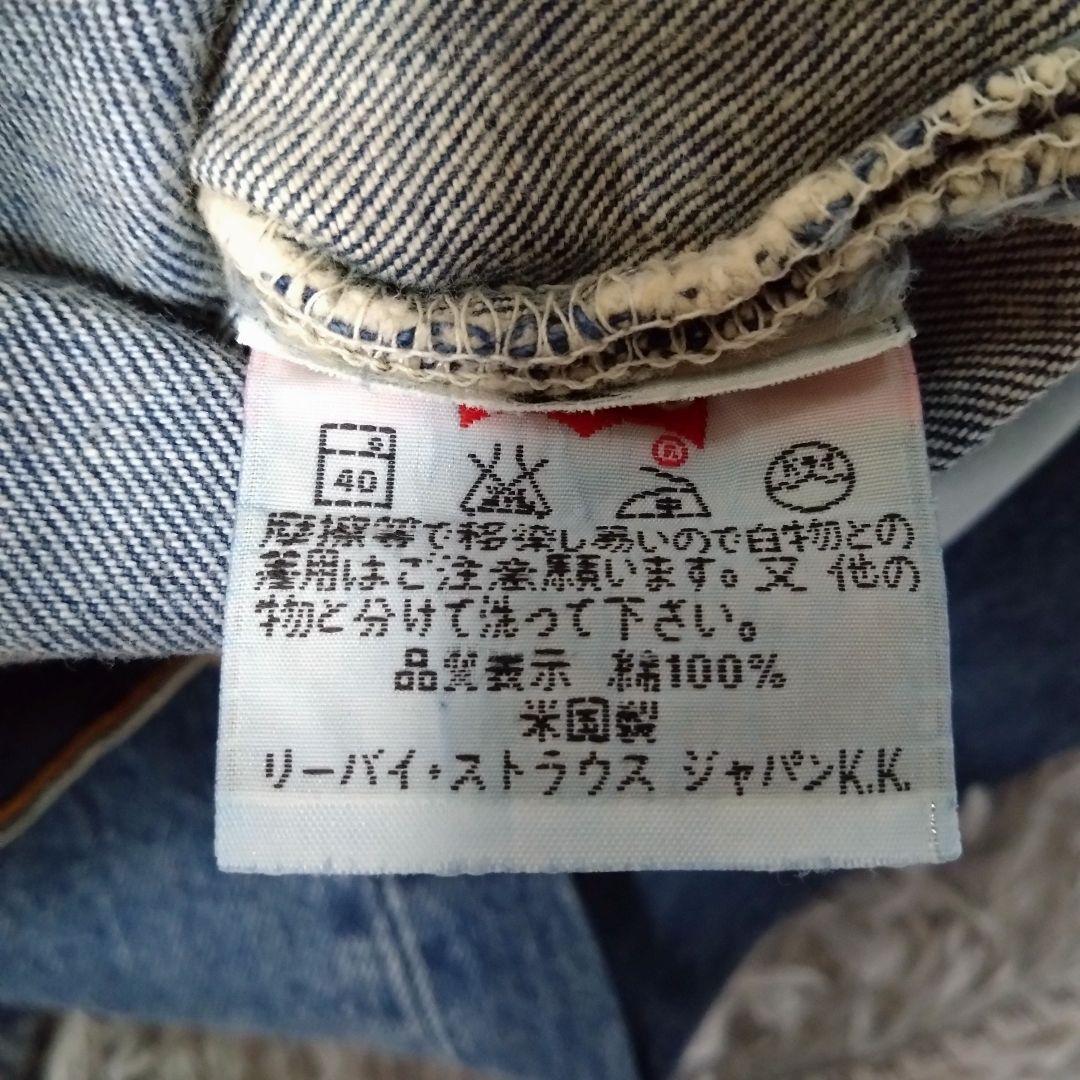 40
摩擦等で移染し易いので白物との
着用はご注意願います。又 他の
物と分けて洗って下さい。
品質表示 綿100%
米国製
リーバイ・ストラウス ジャパンK.K.